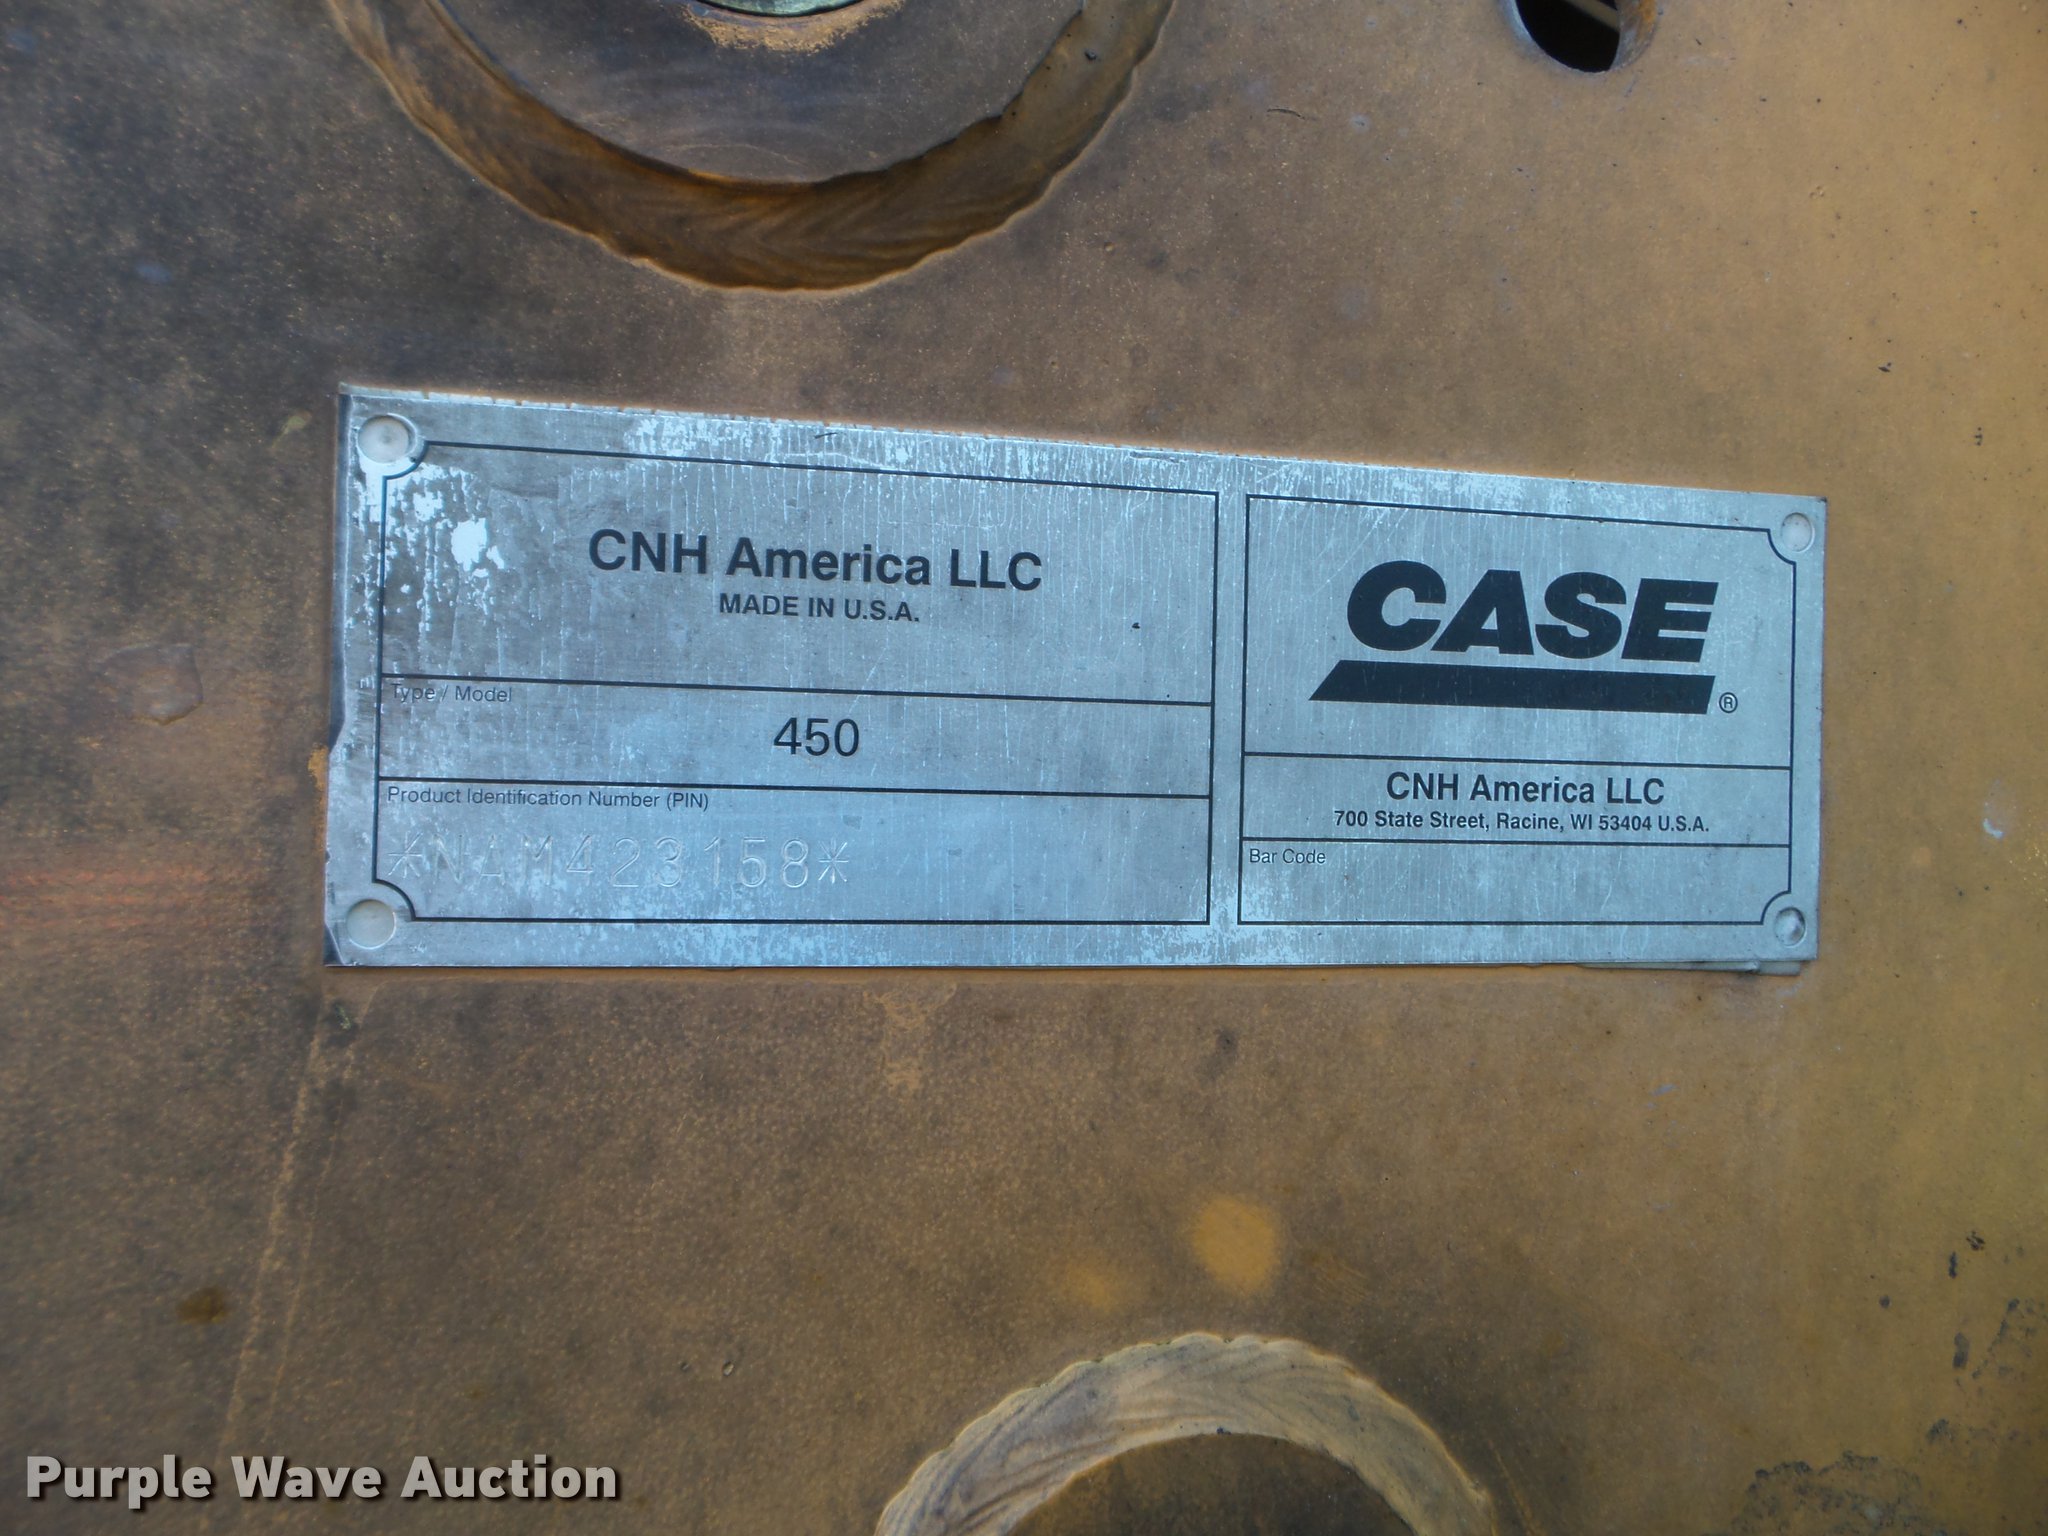 CNH America LLC
MADE IN U.S.A.
Type / Model
450
Product Identification Number (PIN)
*NAM423158*
CASE
®
CNH America LLC
700 State Street, Racine, WI 53404 U.S.A.
Bar Code
Purple Wave Auction